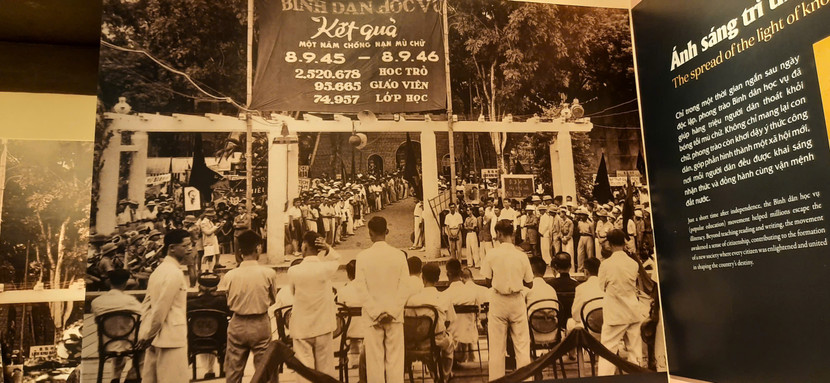 BÌNH DÂN HỌC VỤ
Kết quả
MỘT NĂM CHỐNG NẠN MÙ CHỮ
8.9.45 – 8.9.46
2.520.678 HỌC TRÒ
95.665 GIÁO VIÊN
74.957 LỚP HỌC
Ánh sáng tri
The spread of the light of
Chỉ trong một thời gian ngắn sau ngày
độc lập, phong trào Bình dân học vụ đã
giúp hàng triệu người dân thoát khỏi
bóng tối mù chữ. Không chỉ mang lại con
chữ, phong trào còn khơi dậy ý thức công
dân, góp phần hình thành một xã hội mới,
nơi mỗi người dân đều được khai sáng
nhận thức và đồng hành cùng vận mệnh
đất nước.
Just a short time after independence, the Bình dân học vụ
(popular education) movement helped millions escape the
illiteracy. Beyond teaching reading and writing, the movement
awakened a sense of citizenship, contributing to the formation
of a new society where every citizen was enlightened and united
in shaping the country's destiny.